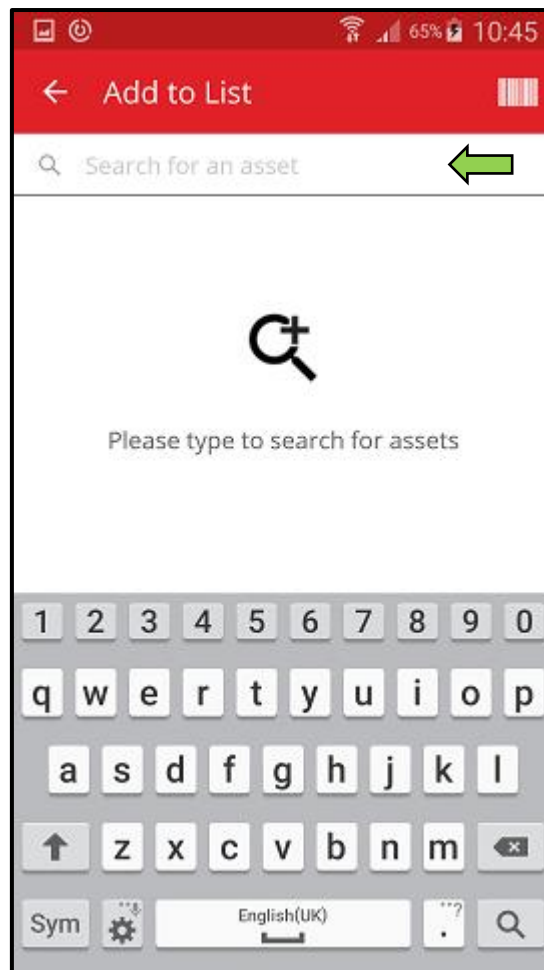 65% 10:45
Add to List
Search for an asset
Please type to search for assets
1 2 3 4 5 6 7 8 9 0
q w e r t y u i o p
a s d f g h j k l
z x c v b n m
Sym English(UK) . ?